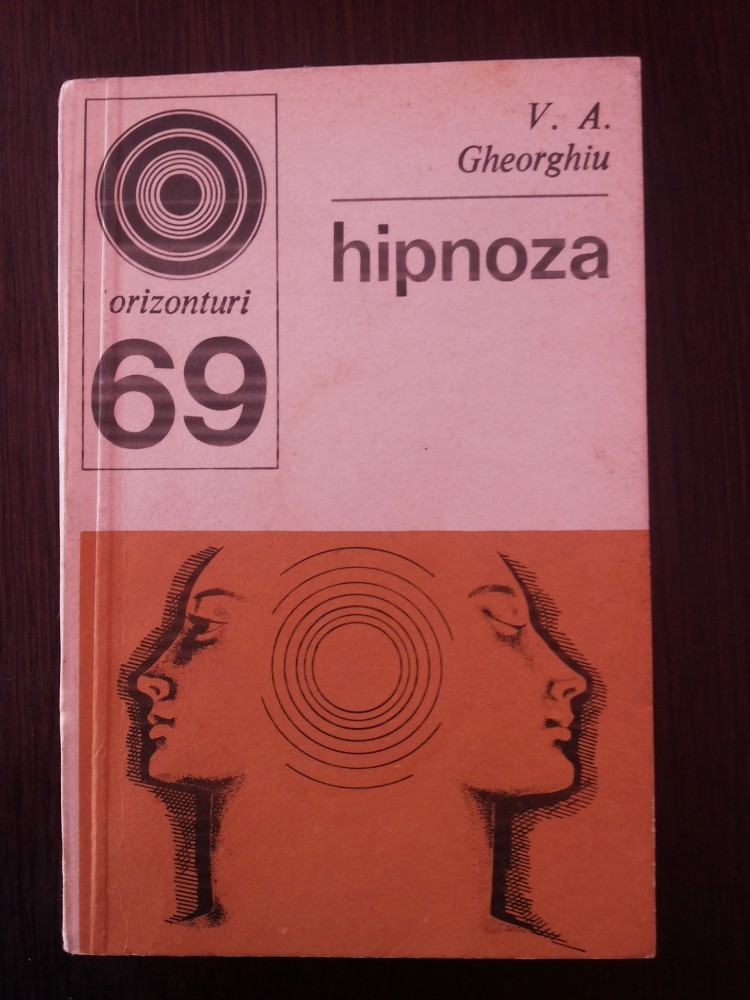 V. A.
Gheorghiu
hipnoza
orizonturi
69